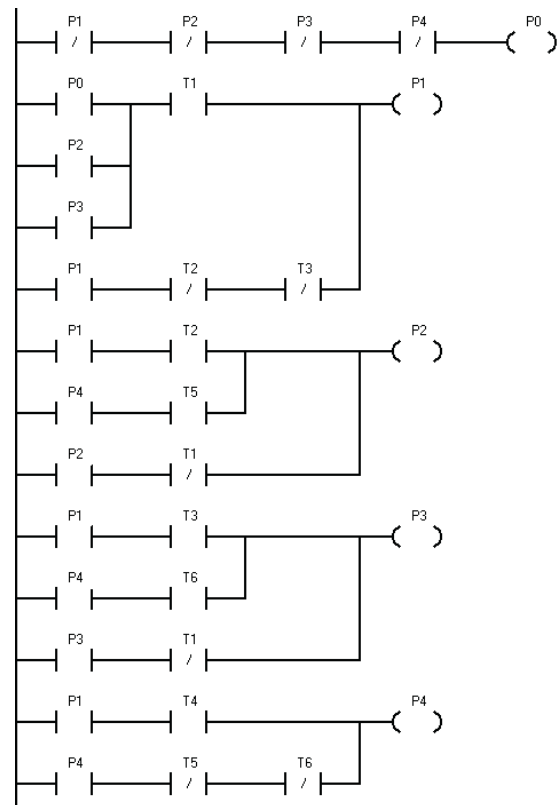 P1 P2 P3 P4 P0
P0 T1 P1
P2
P3
P1 T2 T3
P1 T2 P2
P4 T5
P2 T1
P1 T3 P3
P4 T6
P3 T1
P1 T4 P4
P4 T5 T6